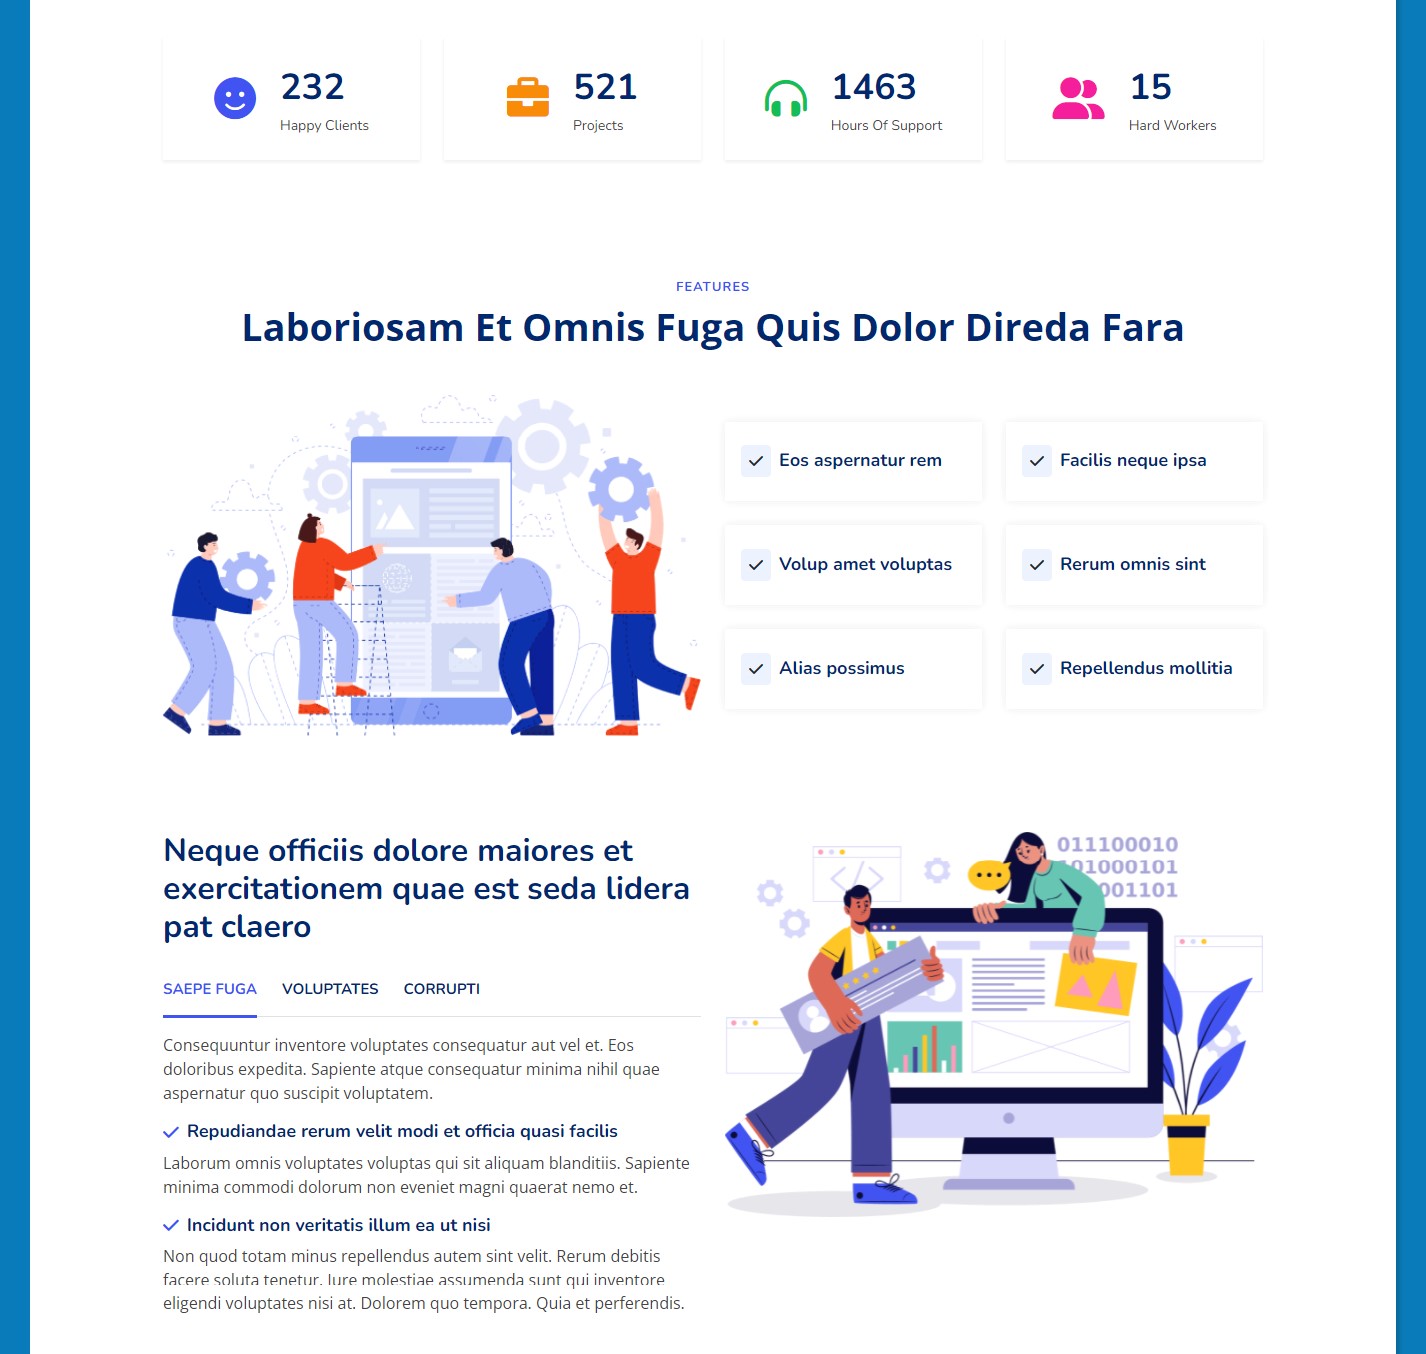 232
Happy Clients
521
Projects
1463
Hours Of Support
15
Hard Workers
FEATURES
Laboriosam Et Omnis Fuga Quis Dolor Direda Fara
Eos aspernatur rem
Facilis neque ipsa
Volup amet voluptas
Rerum omnis sint
Alias possimus
Repellendus mollitia
Neque officiis dolore maiores et
exercitationem quae est seda lidera
pat claero
SAEPE FUGA VOLUPTATES CORRUPTI
Consequuntur inventore voluptates consequatur aut vel et. Eos
doloribus expedita. Sapiente atque consequatur minima nihil quae
aspernatur quo suscipit voluptatem.
Repudiandae rerum velit modi et officia quasi facilis
Laborum omnis voluptates voluptas qui sit aliquam blanditiis. Sapiente
minima commodi dolorum non eveniet magni quaerat nemo et.
Incidunt non veritatis illum ea ut nisi
Non quod totam minus repellendus autem sint velit. Rerum debitis
facere soluta tenetur. Iure molestiae assumenda sunt qui inventore
eligendi voluptates nisi at. Dolorem quo tempora. Quia et perferendis.
011100010
01000101
001101